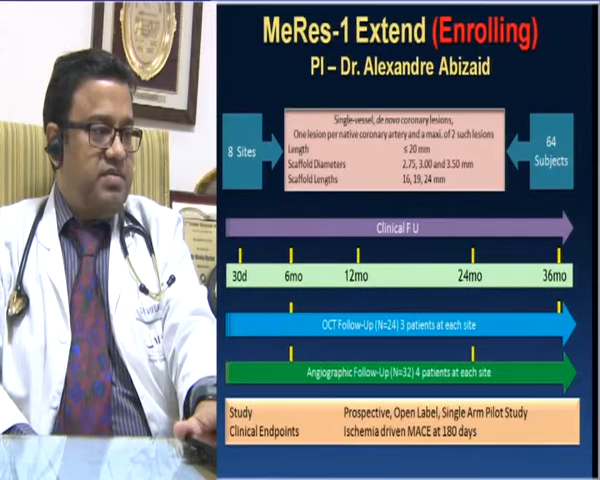 MeRes-1 Extend (Enrolling)
PI – Dr. Alexandre Abizaid
8 Sites
Single-vessel, de novo coronary lesions,
One lesion per native coronary artery and a maxi. of 2 such lesions
Length ≤ 20 mm
Scaffold Diameters 2.75, 3.00 and 3.50 mm
Scaffold Lengths 16, 19, 24 mm
64
Subjects
Clinical F U
30d 6mo 12mo 24mo 36mo
OCT Follow-Up (N=24) 3 patients at each site
Angiographic Follow-Up (N=32) 4 patients at each site
Study Prospective, Open Label, Single Arm Pilot Study
Clinical Endpoints Ischemia driven MACE at 180 days